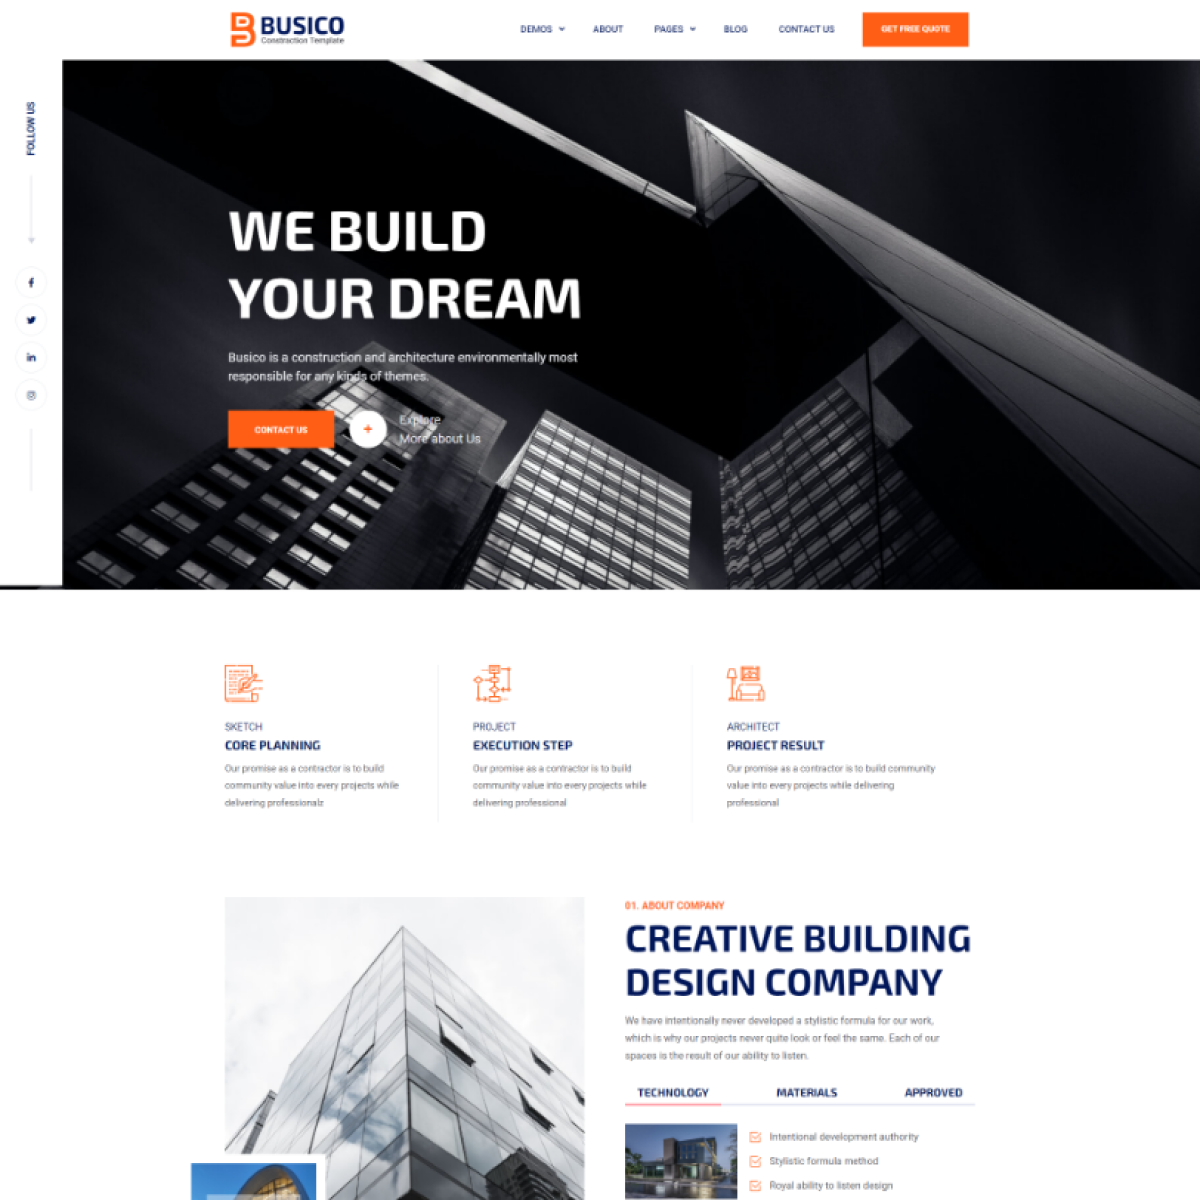 BUSICO
Construction Template
DEMOS
ABOUT
PAGES
BLOG
CONTACT US
GET FREE QUOTE
FOLLOW US
WE BUILD
YOUR DREAM
Busico is a construction and architecture environmentally most
responsible for any kinds of themes.
CONTACT US
+
Explore
More about Us
SKETCH
CORE PLANNING
Our promise as a contractor is to build
community value into every projects while
delivering professionalz
PROJECT
EXECUTION STEP
Our promise as a contractor is to build
community value into every projects while
delivering professional
ARCHITECT
PROJECT RESULT
Our promise as a contractor is to build community
value into every projects while delivering
professional
01. ABOUT COMPANY
CREATIVE BUILDING
DESIGN COMPANY
We have intentionally never developed a stylistic formula for our work,
which is why our projects never quite look or feel the same. Each of our
spaces is the result of our ability to listen.
TECHNOLOGY
MATERIALS
APPROVED
Intentional development authority
Stylistic formula method
Royal ability to listen design